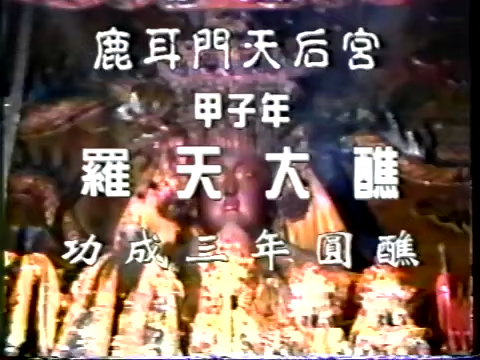 鹿耳門天后宮
甲子年
羅天大醮
功成三年圓醮